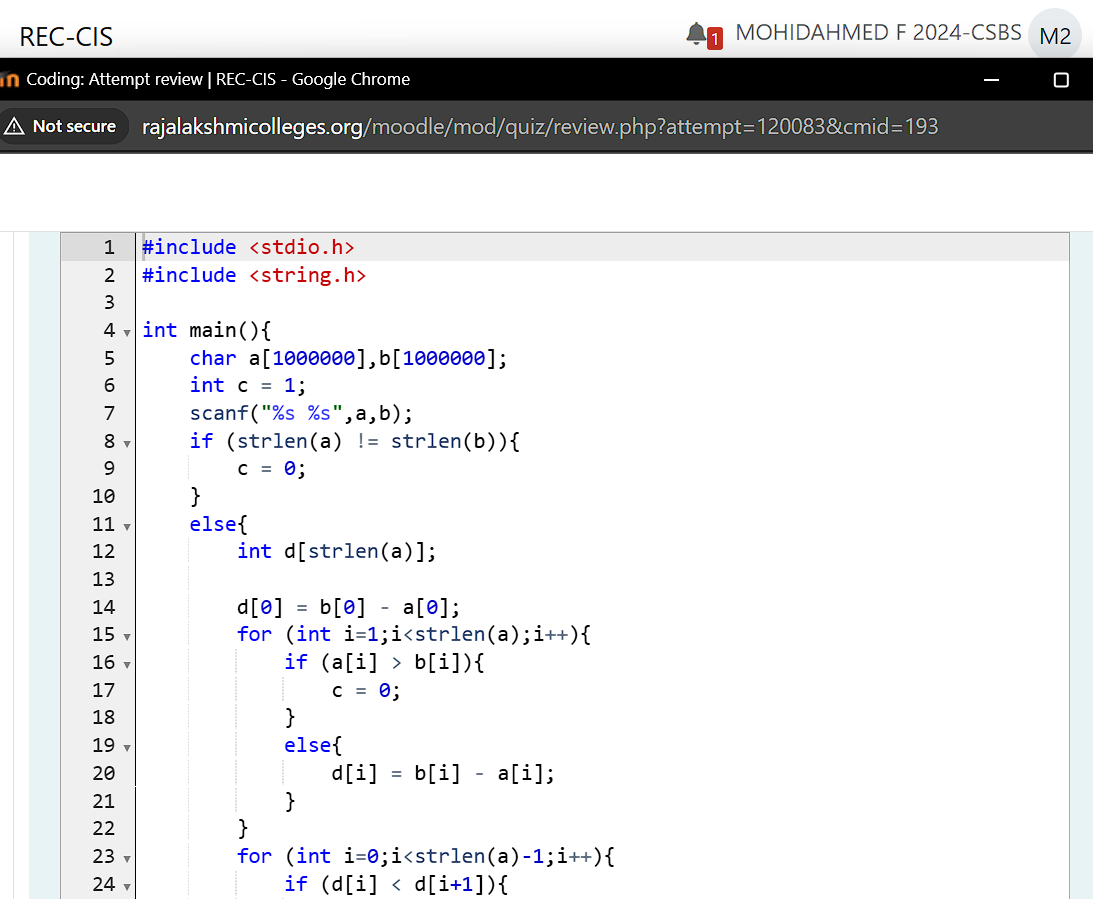 REC-CIS
1 MOHIDAHMED F 2024-CSBS M2
Coding: Attempt review | REC-CIS - Google Chrome
Not secure rajalakshmicolleges.org/moodle/mod/quiz/review.php?attempt=120083&cmid=193
1 #include <stdio.h>
2 #include <string.h>
3
4 int main(){
5     char a[1000000],b[1000000];
6     int c = 1;
7     scanf("%s %s",a,b);
8     if (strlen(a) != strlen(b)){
9         c = 0;
10     }
11     else{
12         int d[strlen(a)];
13
14         d[0] = b[0] - a[0];
15         for (int i=1;i<strlen(a);i++){
16             if (a[i] > b[i]){
17                 c = 0;
18             }
19             else{
20                 d[i] = b[i] - a[i];
21             }
22         }
23         for (int i=0;i<strlen(a)-1;i++){
24             if (d[i] < d[i+1]){